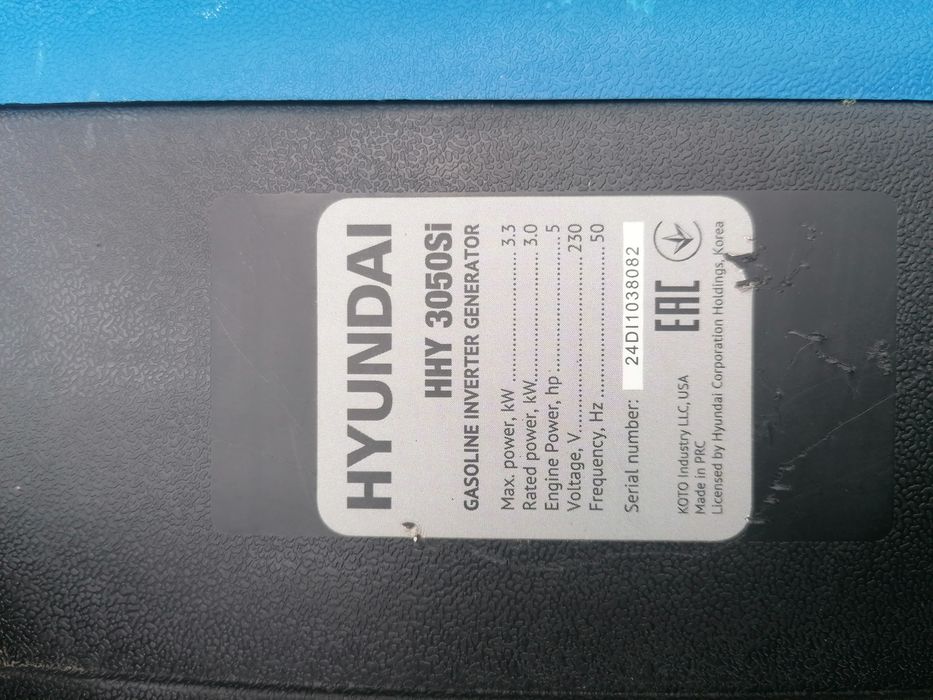 HYUNDAI
HHY 3050Si
GASOLINE INVERTER GENERATOR
Max. power, kW 3.3
Rated power, kW 3.0
Engine Power, hp 5
Voltage, V 230
Frequency, Hz 50
Serial number: 24DI1038082
EAC
KOTO Industry LLC, USA
Made in PRC
Licensed by Hyundai Corporation Holdings, Korea